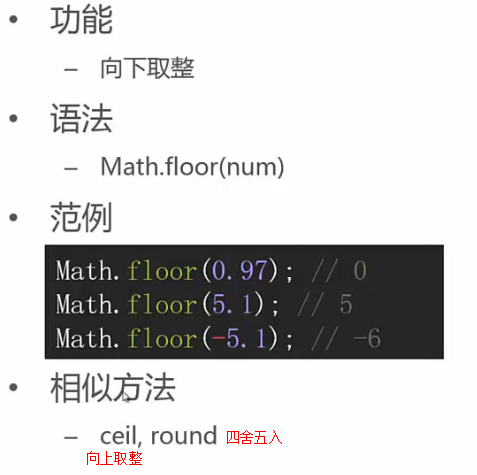 • 功能
– 向下取整
• 语法
– Math.floor(num)
• 范例
Math.floor(0.97); // 0
Math.floor(5.1); // 5
Math.floor(-5.1); // -6
• 相似方法
– ceil, round 四舍五入
向上取整